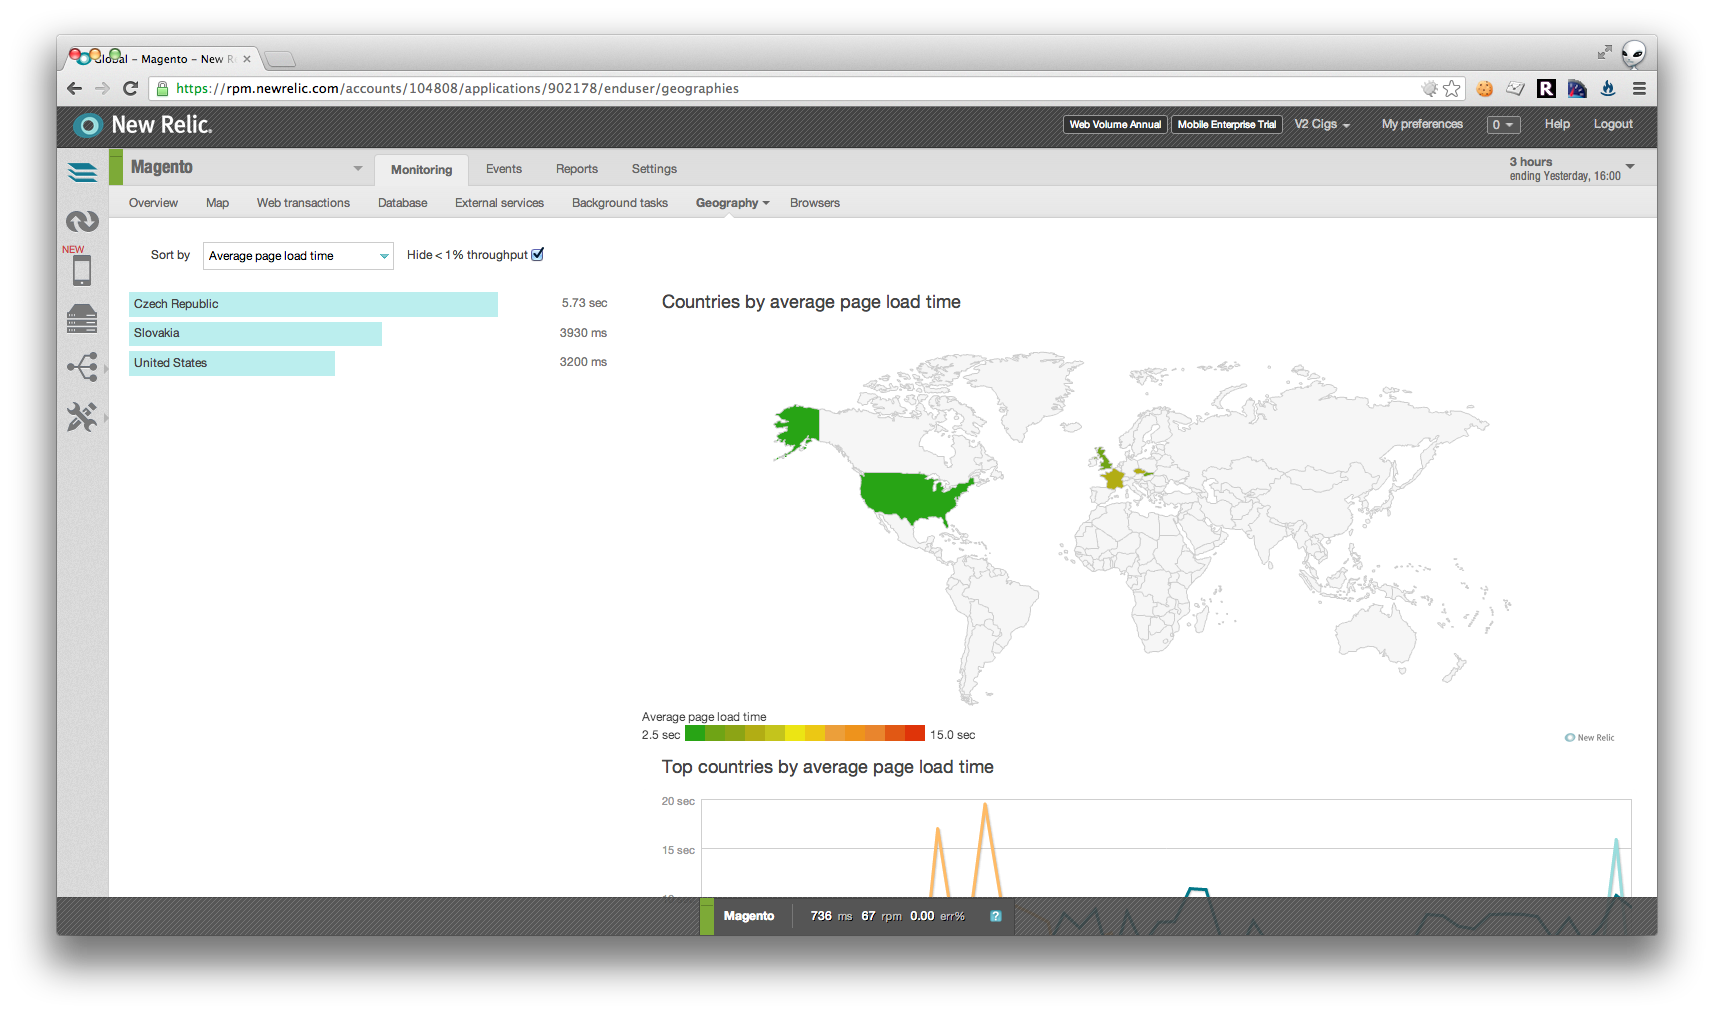 Global – Magento – New R
https://rpm.newrelic.com/accounts/104808/applications/902178/enduser/geographies
New Relic.
Web Volume Annual Mobile Enterprise Trial V2 Cigs My preferences 0 Help Logout
Magento Monitoring Events Reports Settings
3 hours
ending Yesterday, 16:00
Overview Map Web transactions Database External services Background tasks Geography Browsers
NEW
Sort by Average page load time Hide < 1% throughput
Czech Republic 5.73 sec
Slovakia 3930 ms
United States 3200 ms
Countries by average page load time
Average page load time
2.5 sec 15.0 sec
New Relic
Top countries by average page load time
20 sec
15 sec
Magento 736 ms 67 rpm 0.00 err% ?